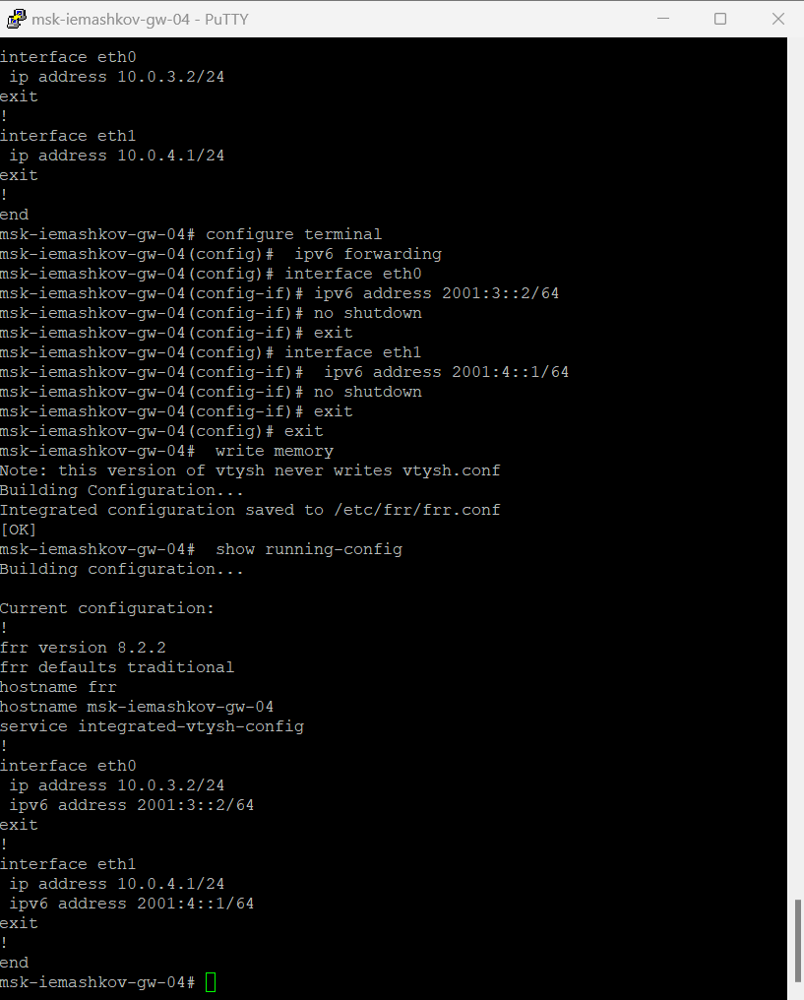 msk-iemashkov-gw-04 - PuTTY
interface eth0
 ip address 10.0.3.2/24
exit
!
interface eth1
 ip address 10.0.4.1/24
exit
!
end
msk-iemashkov-gw-04# configure terminal
msk-iemashkov-gw-04(config)#  ipv6 forwarding
msk-iemashkov-gw-04(config)# interface eth0
msk-iemashkov-gw-04(config-if)# ipv6 address 2001:3::2/64
msk-iemashkov-gw-04(config-if)# no shutdown
msk-iemashkov-gw-04(config-if)# exit
msk-iemashkov-gw-04(config)# interface eth1
msk-iemashkov-gw-04(config-if)#  ipv6 address 2001:4::1/64
msk-iemashkov-gw-04(config-if)# no shutdown
msk-iemashkov-gw-04(config-if)# exit
msk-iemashkov-gw-04(config)# exit
msk-iemashkov-gw-04#  write memory
Note: this version of vtysh never writes vtysh.conf
Building Configuration...
Integrated configuration saved to /etc/frr/frr.conf
[OK]
msk-iemashkov-gw-04#  show running-config
Building configuration...

Current configuration:
!
frr version 8.2.2
frr defaults traditional
hostname frr
hostname msk-iemashkov-gw-04
service integrated-vtysh-config
!
interface eth0
 ip address 10.0.3.2/24
 ipv6 address 2001:3::2/64
exit
!
interface eth1
 ip address 10.0.4.1/24
 ipv6 address 2001:4::1/64
exit
!
end
msk-iemashkov-gw-04#